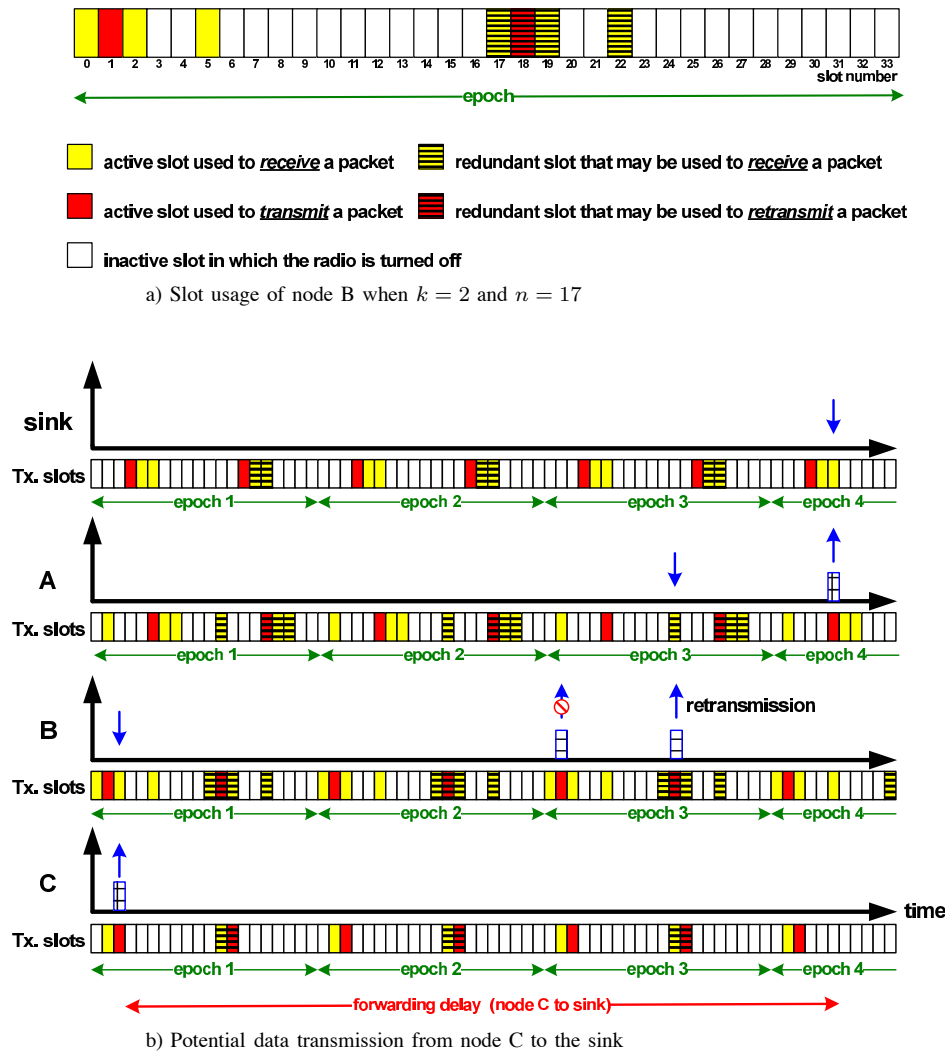 0 1 2 3 4 5 6 7 8 9 10 11 12 13 14 15 16 17 18 19 20 21 22 23 24 25 26 27 28 29 30 31 32 33
slot number
epoch
active slot used to receive a packet
redundant slot that may be used to receive a packet
active slot used to transmit a packet
redundant slot that may be used to retransmit a packet
inactive slot in which the radio is turned off
a) Slot usage of node B when k = 2 and n = 17
sink
Tx. slots
epoch 1 epoch 2 epoch 3 epoch 4
A
Tx. slots
epoch 1 epoch 2 epoch 3 epoch 4
retransmission
B
Tx. slots
epoch 1 epoch 2 epoch 3 epoch 4
C
time
Tx. slots
epoch 1 epoch 2 epoch 3 epoch 4
forwarding delay (node C to sink)
b) Potential data transmission from node C to the sink